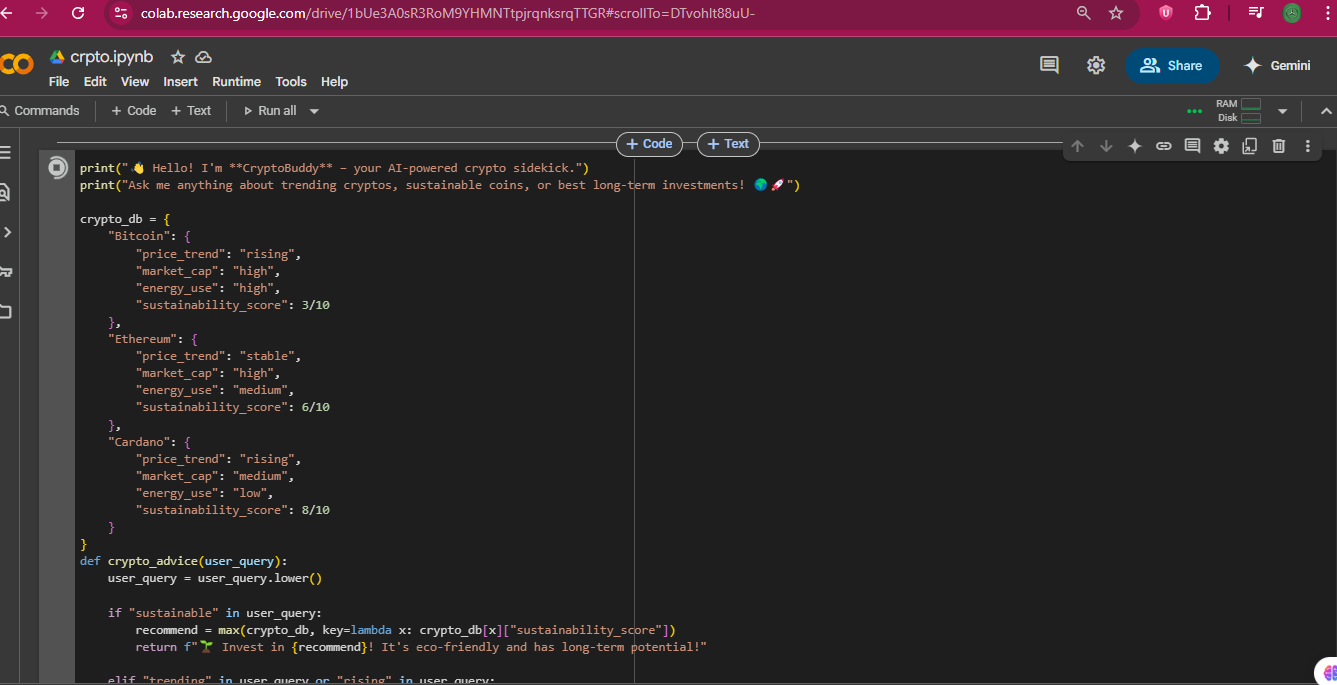 colab.research.google.com/drive/1bUe3A0sR3RoM9YHMNTtpjrqnksrqTTGR#scrollTo=DTvohIt88uU-
crpto.ipynb
File Edit View Insert Runtime Tools Help
Share
Gemini
Commands + Code + Text Run all
RAM
Disk
+ Code + Text
print("👋 Hello! I'm **CryptoBuddy** – your AI-powered crypto sidekick.")
print("Ask me anything about trending cryptos, sustainable coins, or best long-term investments! 🌍🚀")
crypto_db = {
"Bitcoin": {
"price_trend": "rising",
"market_cap": "high",
"energy_use": "high",
"sustainability_score": 3/10
},
"Ethereum": {
"price_trend": "stable",
"market_cap": "high",
"energy_use": "medium",
"sustainability_score": 6/10
},
"Cardano": {
"price_trend": "rising",
"market_cap": "medium",
"energy_use": "low",
"sustainability_score": 8/10
}
}
def crypto_advice(user_query):
user_query = user_query.lower()
if "sustainable" in user_query:
recommend = max(crypto_db, key=lambda x: crypto_db[x]["sustainability_score"])
return f"🌱 Invest in {recommend}! It's eco-friendly and has long-term potential!"
elif "trending" in user_query or "rising" in user_query: